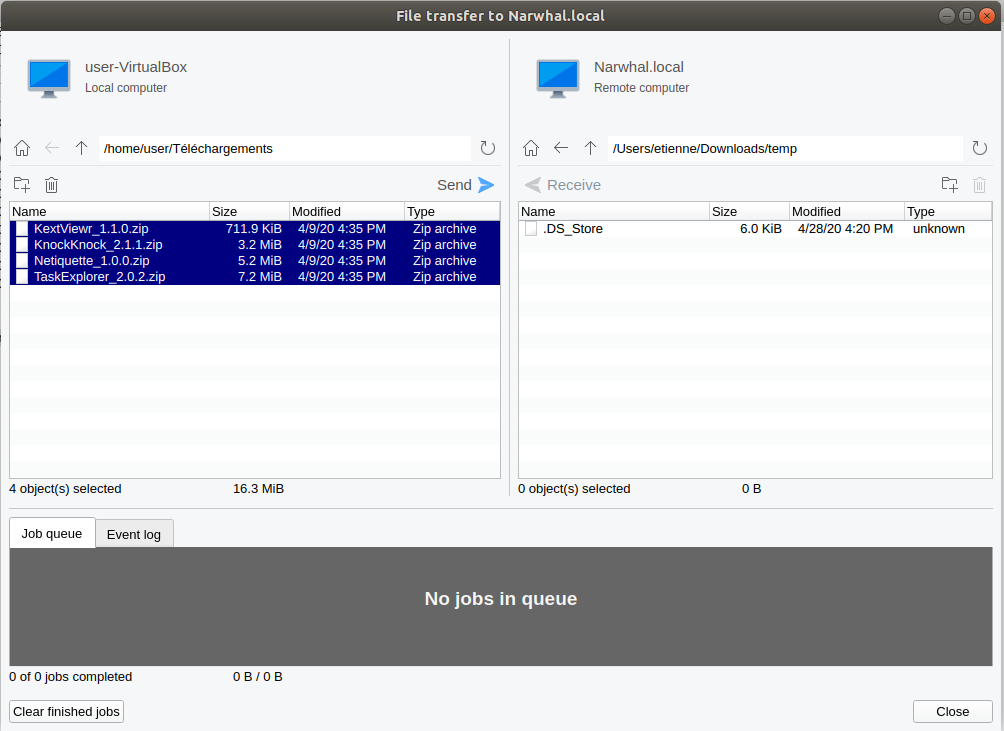 File transfer to Narwhal.local
user-VirtualBox
Local computer
Narwhal.local
Remote computer
/home/user/Téléchargements
/Users/etienne/Downloads/temp
Send
Receive
Name Size Modified Type
KextViewr_1.1.0.zip 711.9 KiB 4/9/20 4:35 PM Zip archive
KnockKnock_2.1.1.zip 3.2 MiB 4/9/20 4:35 PM Zip archive
Netiquette_1.0.0.zip 5.2 MiB 4/9/20 4:35 PM Zip archive
TaskExplorer_2.0.2.zip 7.2 MiB 4/9/20 4:35 PM Zip archive
4 object(s) selected 16.3 MiB
Name Size Modified Type
.DS_Store 6.0 KiB 4/28/20 4:20 PM unknown
0 object(s) selected 0 B
Job queue Event log
No jobs in queue
0 of 0 jobs completed 0 B / 0 B
Clear finished jobs
Close